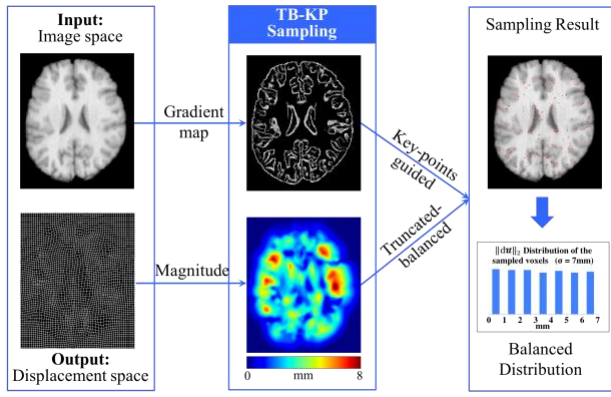 Input:
Image space
Gradient
map
Magnitude
Output:
Displacement space
TB-KP
Sampling
0 mm 8
Key-points
guided
Truncated-
balanced
Sampling Result
||du||₂ Distribution of the
sampled voxels (σ = 7mm)
0 1 2 3 4 5 6 7
mm
Balanced
Distribution